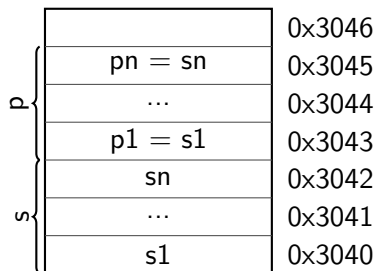 0x3046
pn = sn 0x3045
... 0x3044
p
p1 = s1 0x3043
sn 0x3042
... 0x3041
s
s1 0x3040